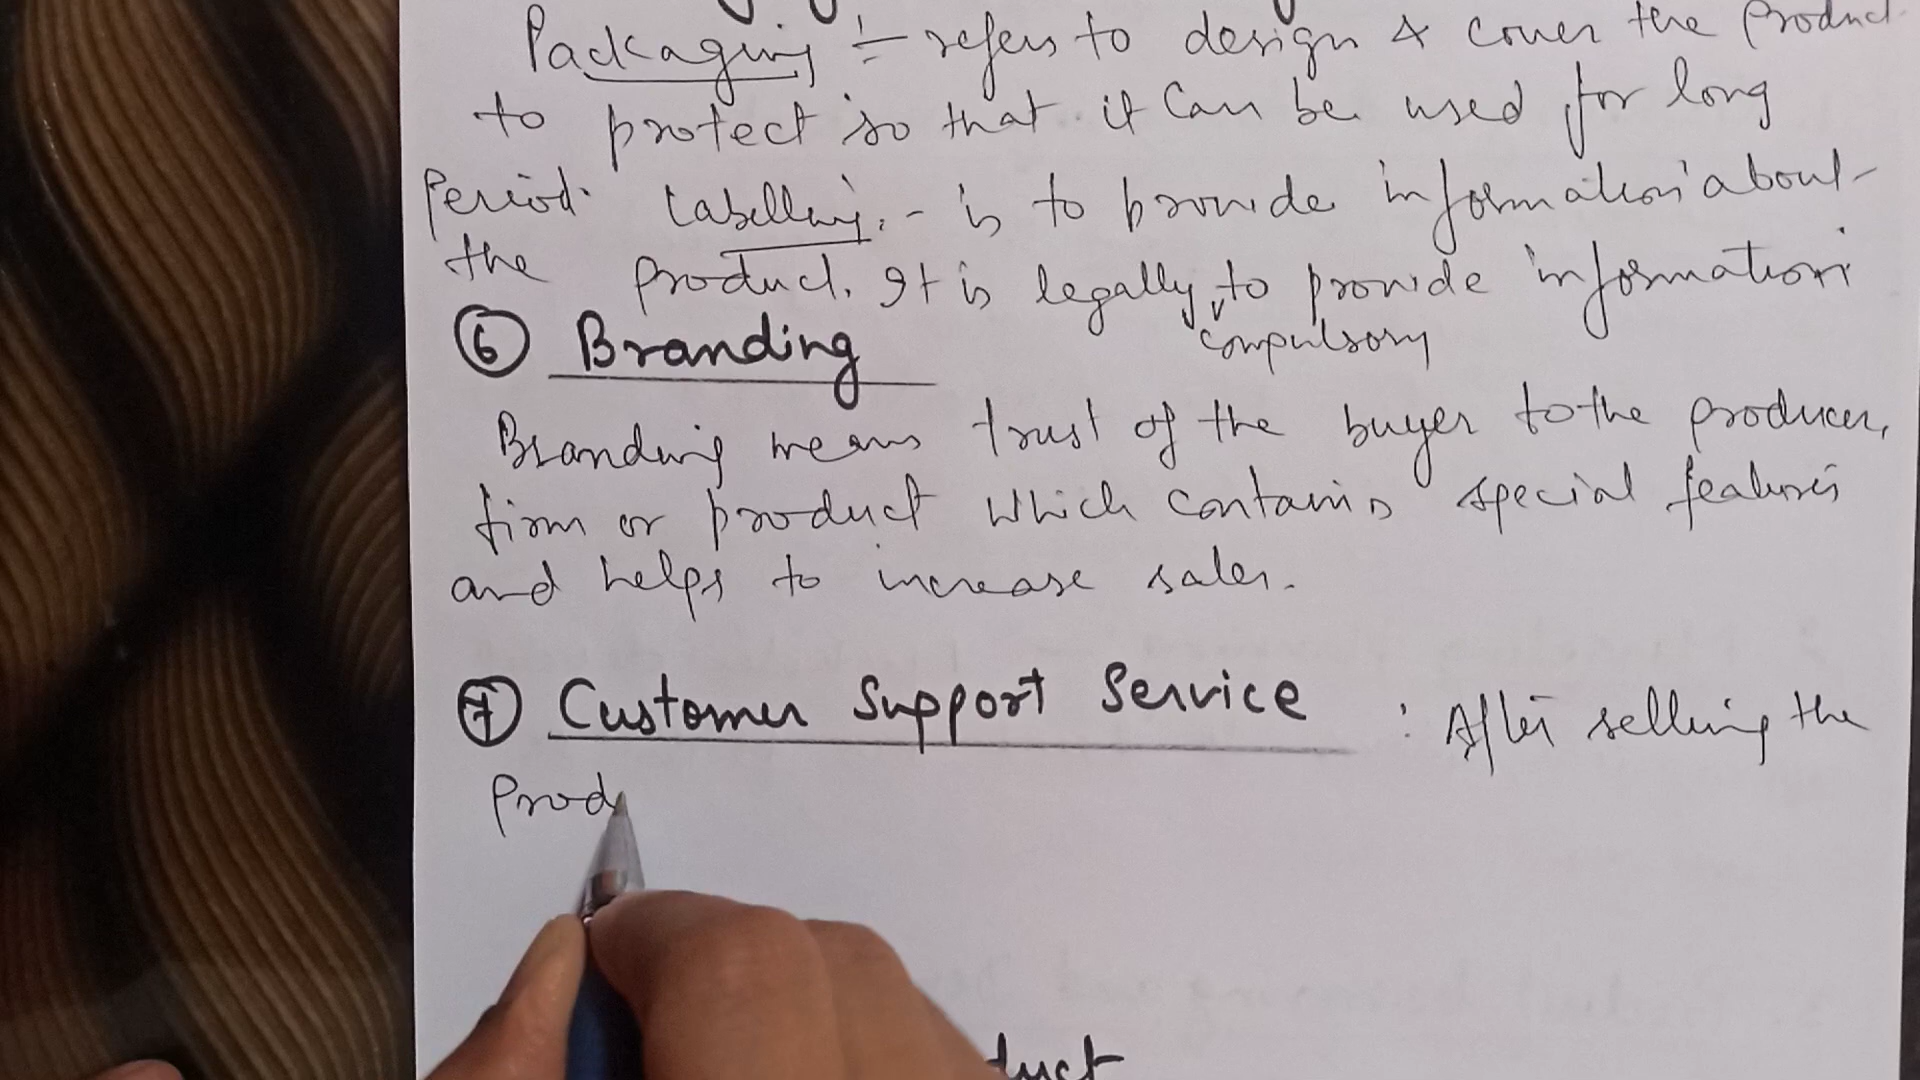 Packaging :- refers to design & cover the product
to protect so that it can be used for long
Period. Labelling :- is to provide information about
the product. It is legally to provide information
compulsory
⑥ Branding
Branding means trust of the buyer to the producer,
firm or product which contains special features
and helps to increase sales.
⑦ Customer Support Service : After selling the
Prod
duct